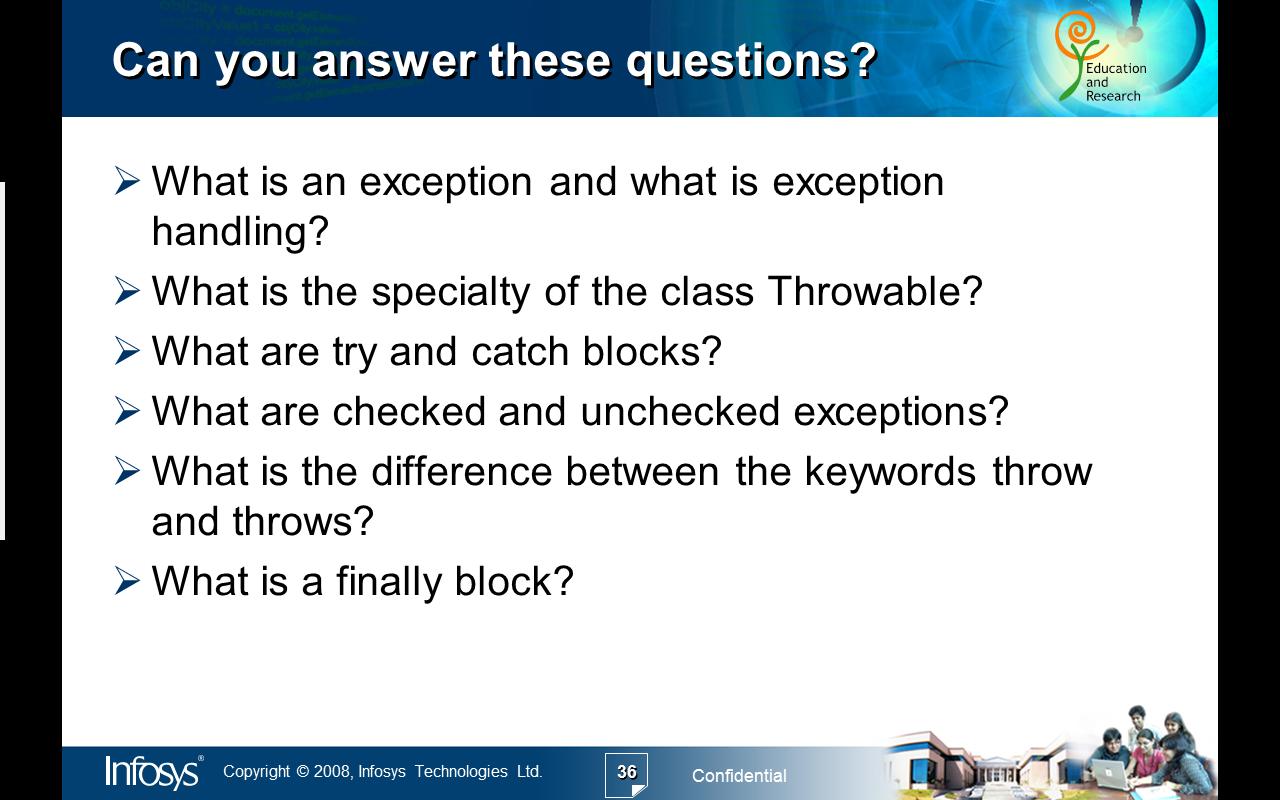 Can you answer these questions?
Education
and
Research
What is an exception and what is exception
handling?
What is the specialty of the class Throwable?
What are try and catch blocks?
What are checked and unchecked exceptions?
What is the difference between the keywords throw
and throws?
What is a finally block?
Infosys® Copyright © 2008, Infosys Technologies Ltd. 36 Confidential